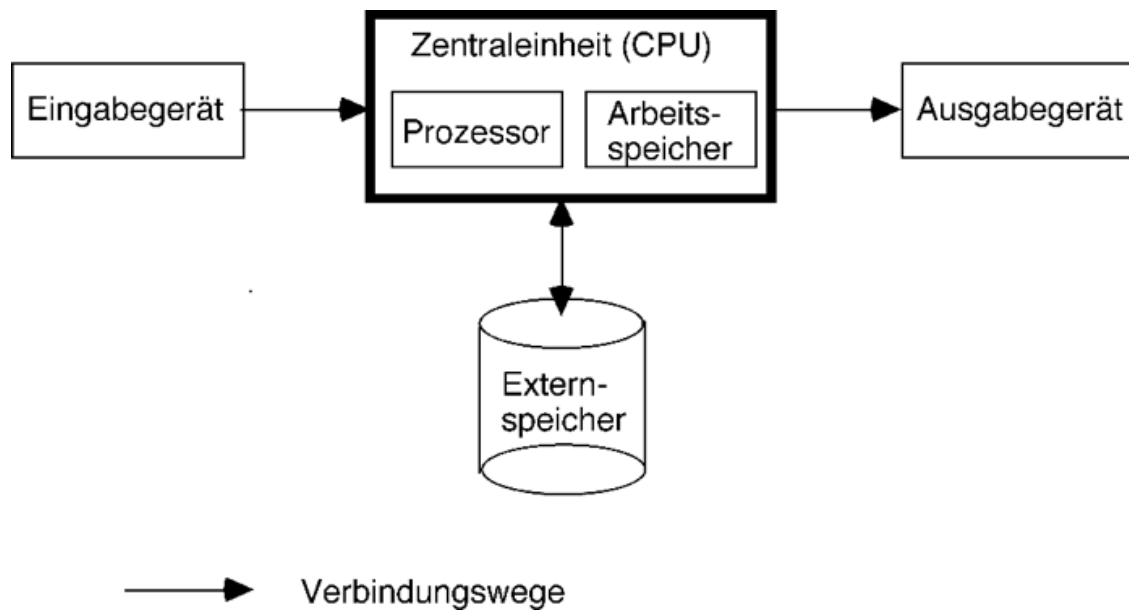 Zentraleinheit (CPU)
Eingabegerät
Prozessor
Arbeits-
speicher
Ausgabegerät
Extern-
speicher
Verbindungswege